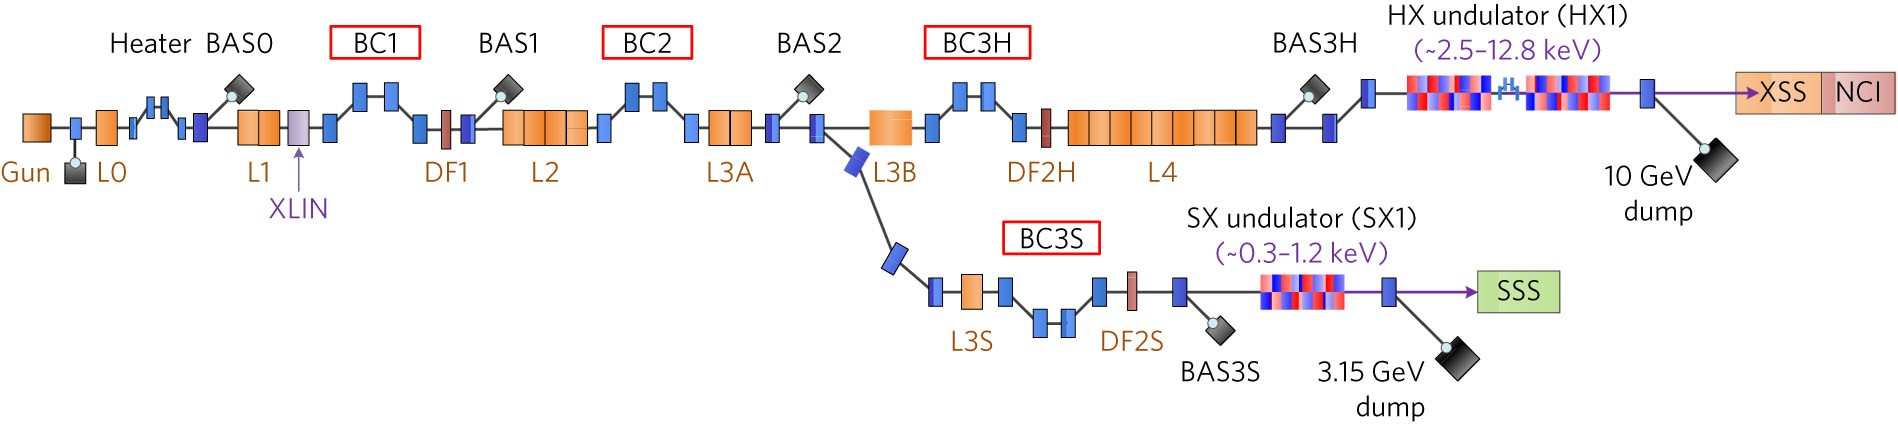 HX undulator (HX1)
(~2.5–12.8 keV)
Heater BAS0
BC1
BAS1
BC2
BAS2
BC3H
BAS3H
XSS
NCI
Gun
L0
L1
XLIN
DF1
L2
L3A
L3B
DF2H
L4
10 GeV
dump
SX undulator (SX1)
(~0.3–1.2 keV)
BC3S
SSS
L3S
DF2S
BAS3S
3.15 GeV
dump